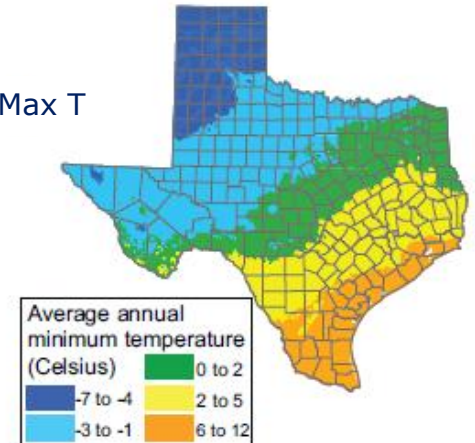 Max T
Average annual
minimum temperature
(Celsius)
0 to 2
-7 to -4
2 to 5
-3 to -1
6 to 12